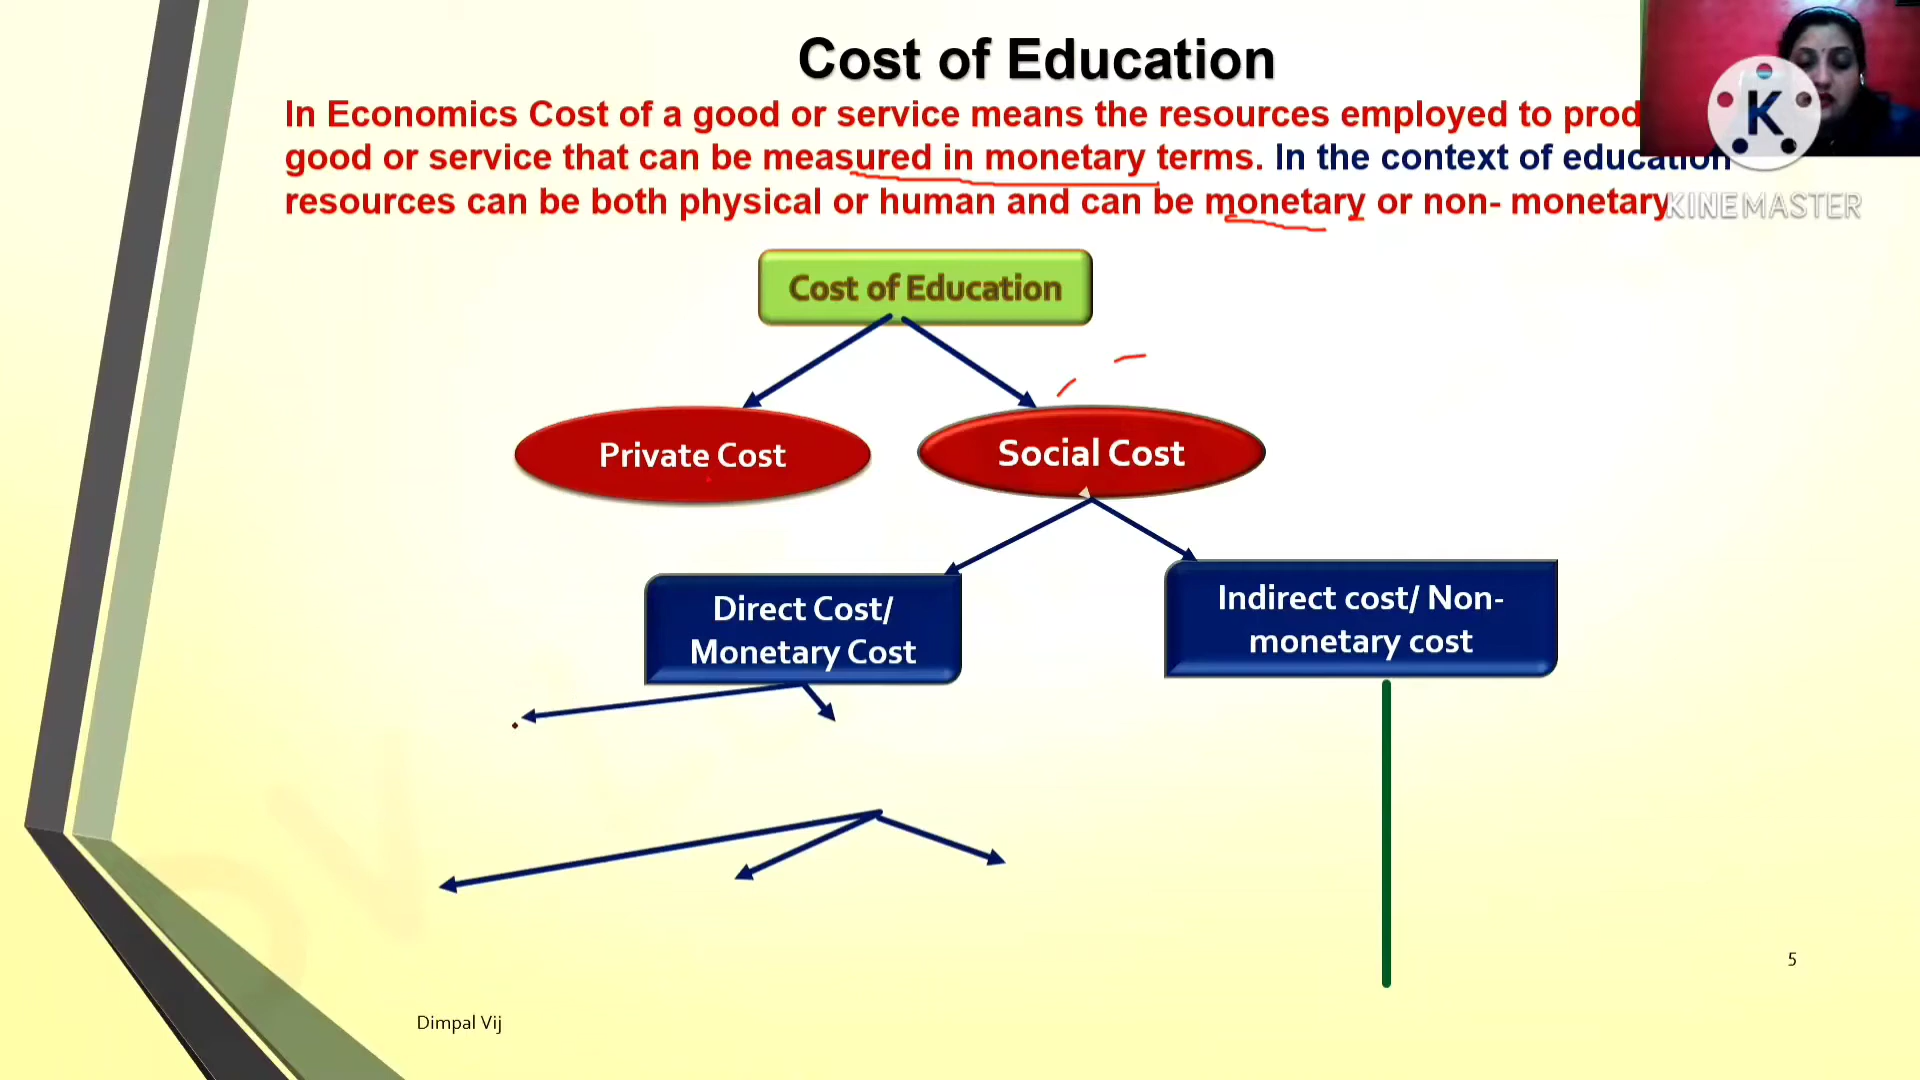 Cost of Education
In Economics Cost of a good or service means the resources employed to
good or service that can be measured in monetary terms. In the context of education
resources can be both physical or human and can be monetary or non- monetary
K
KINEMASTER
Cost of Education
Private Cost
Social Cost
Direct Cost/
Monetary Cost
Indirect cost/ Non-
monetary cost
5
Dimpal Vij